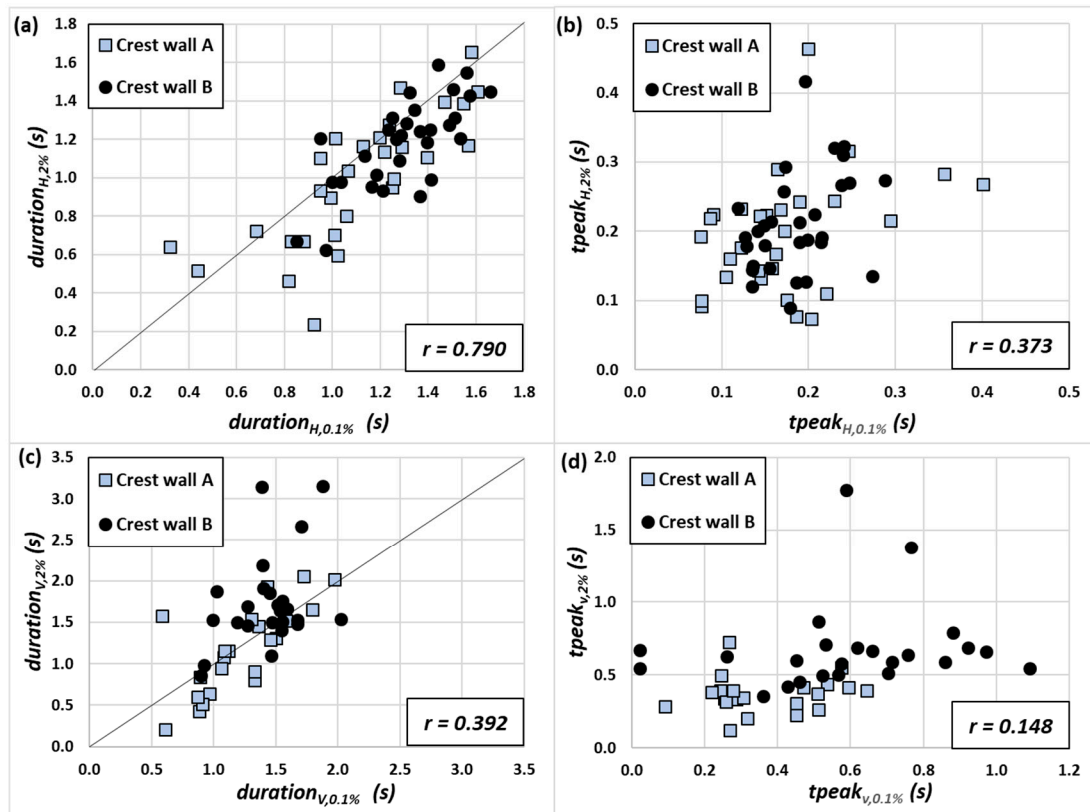 (a)
Crest wall A
Crest wall B
1.8
1.6
1.4
1.2
1.0
0.8
0.6
0.4
0.2
0.0
0.0 0.2 0.4 0.6 0.8 1.0 1.2 1.4 1.6 1.8
duration_H,2% (s)
duration_H,0.1% (s)
r = 0.790
(b)
Crest wall A
Crest wall B
0.5
0.4
0.3
0.2
0.1
0.0
0.0 0.1 0.2 0.3 0.4 0.5
tpeak_H,2% (s)
tpeak_H,0.1% (s)
r = 0.373
(c)
Crest wall A
Crest wall B
3.5
3.0
2.5
2.0
1.5
1.0
0.5
0.0
0.0 0.5 1.0 1.5 2.0 2.5 3.0 3.5
duration_V,2% (s)
duration_V,0.1% (s)
r = 0.392
(d)
Crest wall A
Crest wall B
2.0
1.5
1.0
0.5
0.0
0.0 0.2 0.4 0.6 0.8 1.0 1.2
tpeak_v,2% (s)
tpeak_v,0.1% (s)
r = 0.148